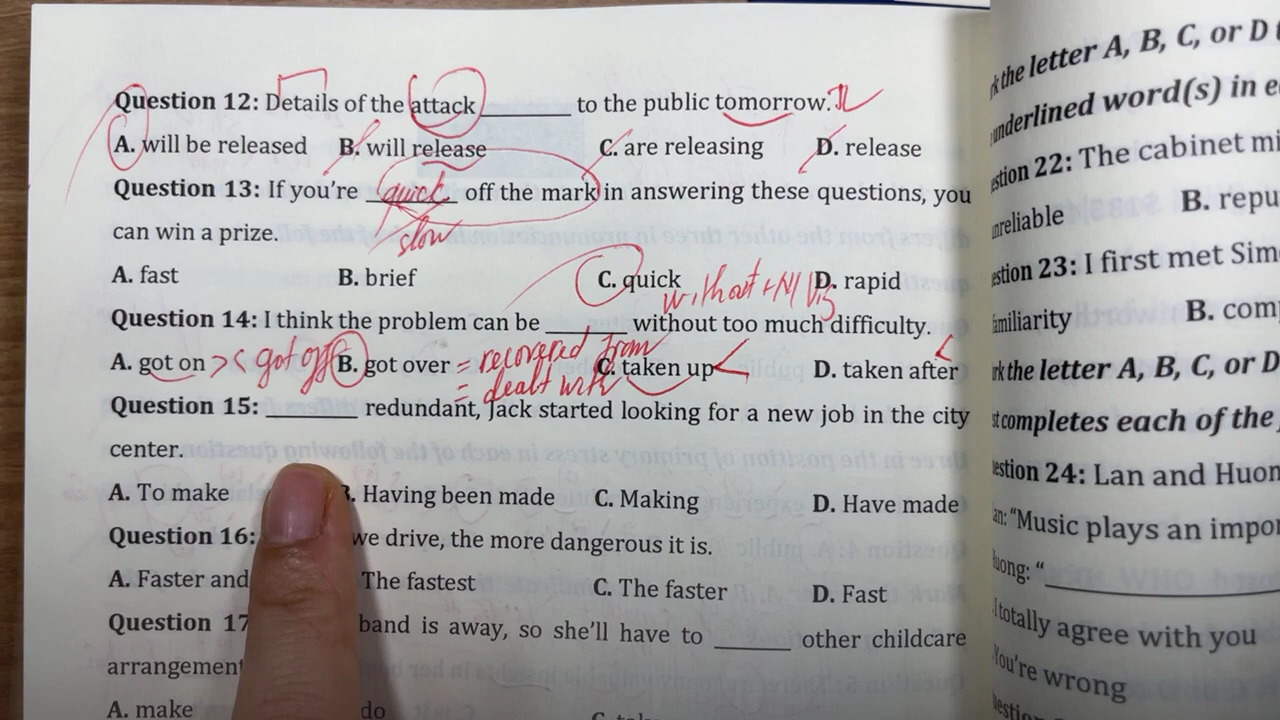 Question 12: Details of the attack ________ to the public tomorrow.
A. will be released B. will release C. are releasing D. release
Question 13: If you're quick off the mark in answering these questions, you
slow
can win a prize.
A. fast B. brief C. quick D. rapid
without + N/Ving
Question 14: I think the problem can be ________ without too much difficulty.
A. got on >< got off B. got over = recovered from C. taken up D. taken after
= dealt with
Question 15: ________ redundant, Jack started looking for a new job in the city
center.
A. To make B. Having been made C. Making D. Have made
Question 16: we drive, the more dangerous it is.
A. Faster and The fastest C. The faster D. Fast
Question 17 band is away, so she'll have to ______ other childcare
arrangement
A. make do
the letter A, B, C, or D
underlined word(s) in e
estion 22: The cabinet mi
nreliable B. repu
estion 23: I first met Sim
amiliarity B. com
rk the letter A, B, C, or D
st completes each of the
estion 24: Lan and Huon
an: "Music plays an impor
uong: "
I totally agree with you
You're wrong